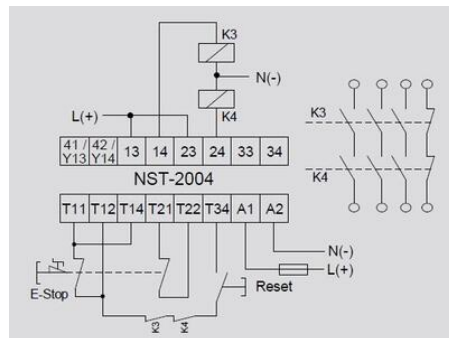 K3
N(-)
L(+)
K4
41 / Y13
42 / Y14
13
14
23
24
33
34
NST-2004
T11
T12
T14
T21
T22
T34
A1
A2
K3
K4
N(-)
L(+)
E-Stop
Reset
K3
K4